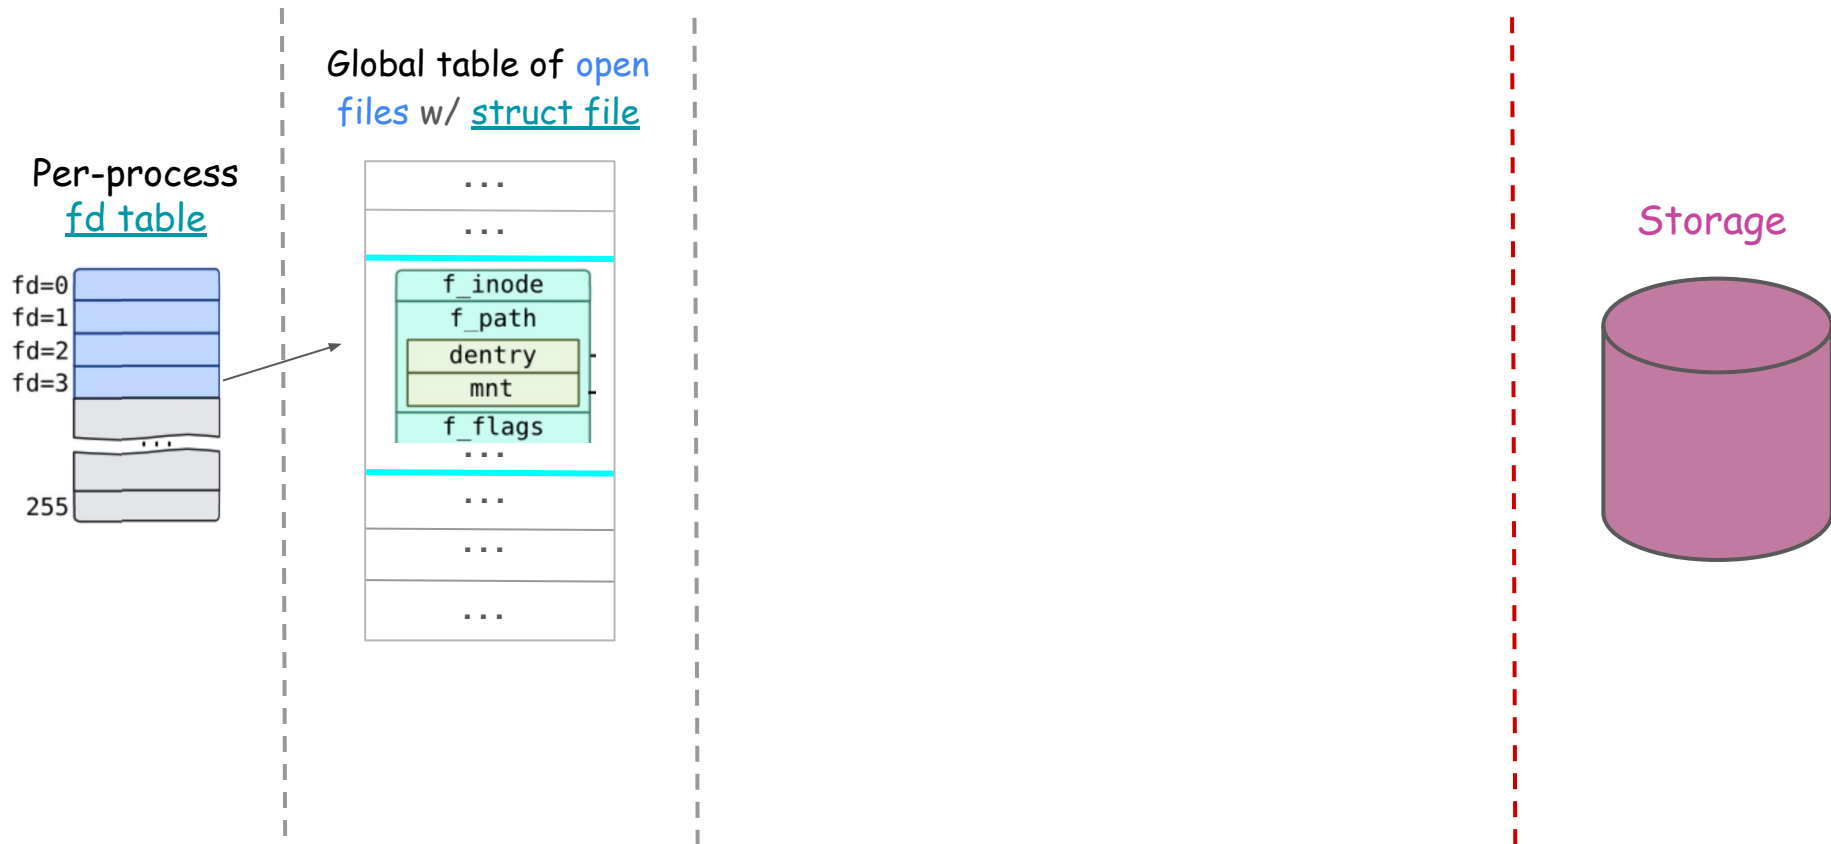 Per-process
fd table
fd=0
fd=1
fd=2
fd=3
...
255
Global table of open
files w/ struct file
...
...
f_inode
f_path
dentry
mnt
f_flags
...
...
...
...
Storage